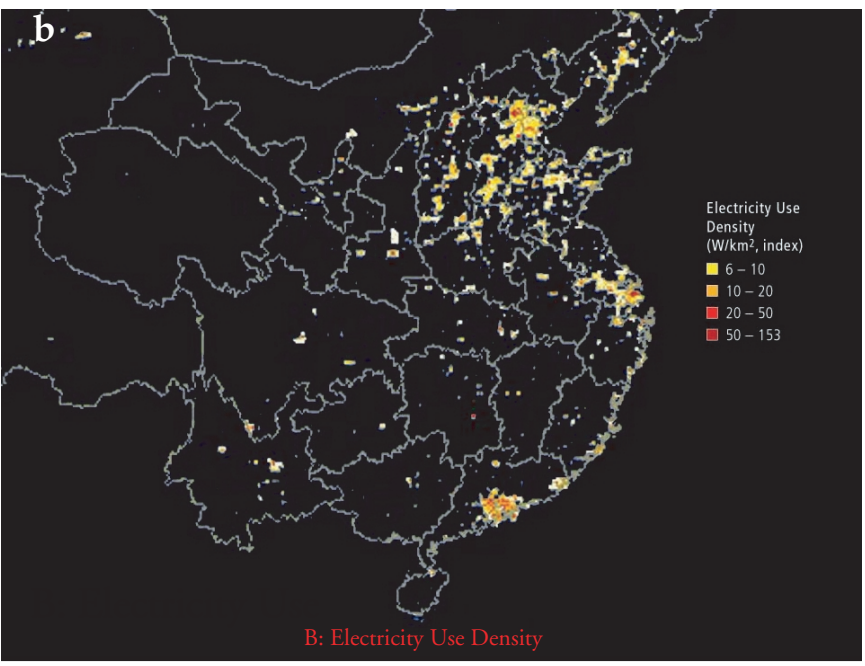 b
Electricity Use
Density
(W/km², index)
6 – 10
10 – 20
20 – 50
50 – 153
B: Electricity Use Density